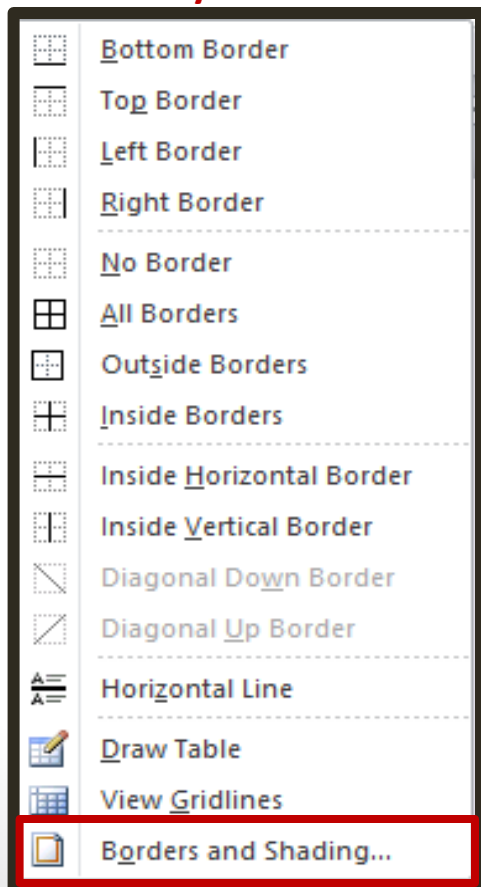 Bottom Border
Top Border
Left Border
Right Border
No Border
All Borders
Outside Borders
Inside Borders
Inside Horizontal Border
Inside Vertical Border
Diagonal Down Border
Diagonal Up Border
Horizontal Line
Draw Table
View Gridlines
Borders and Shading...